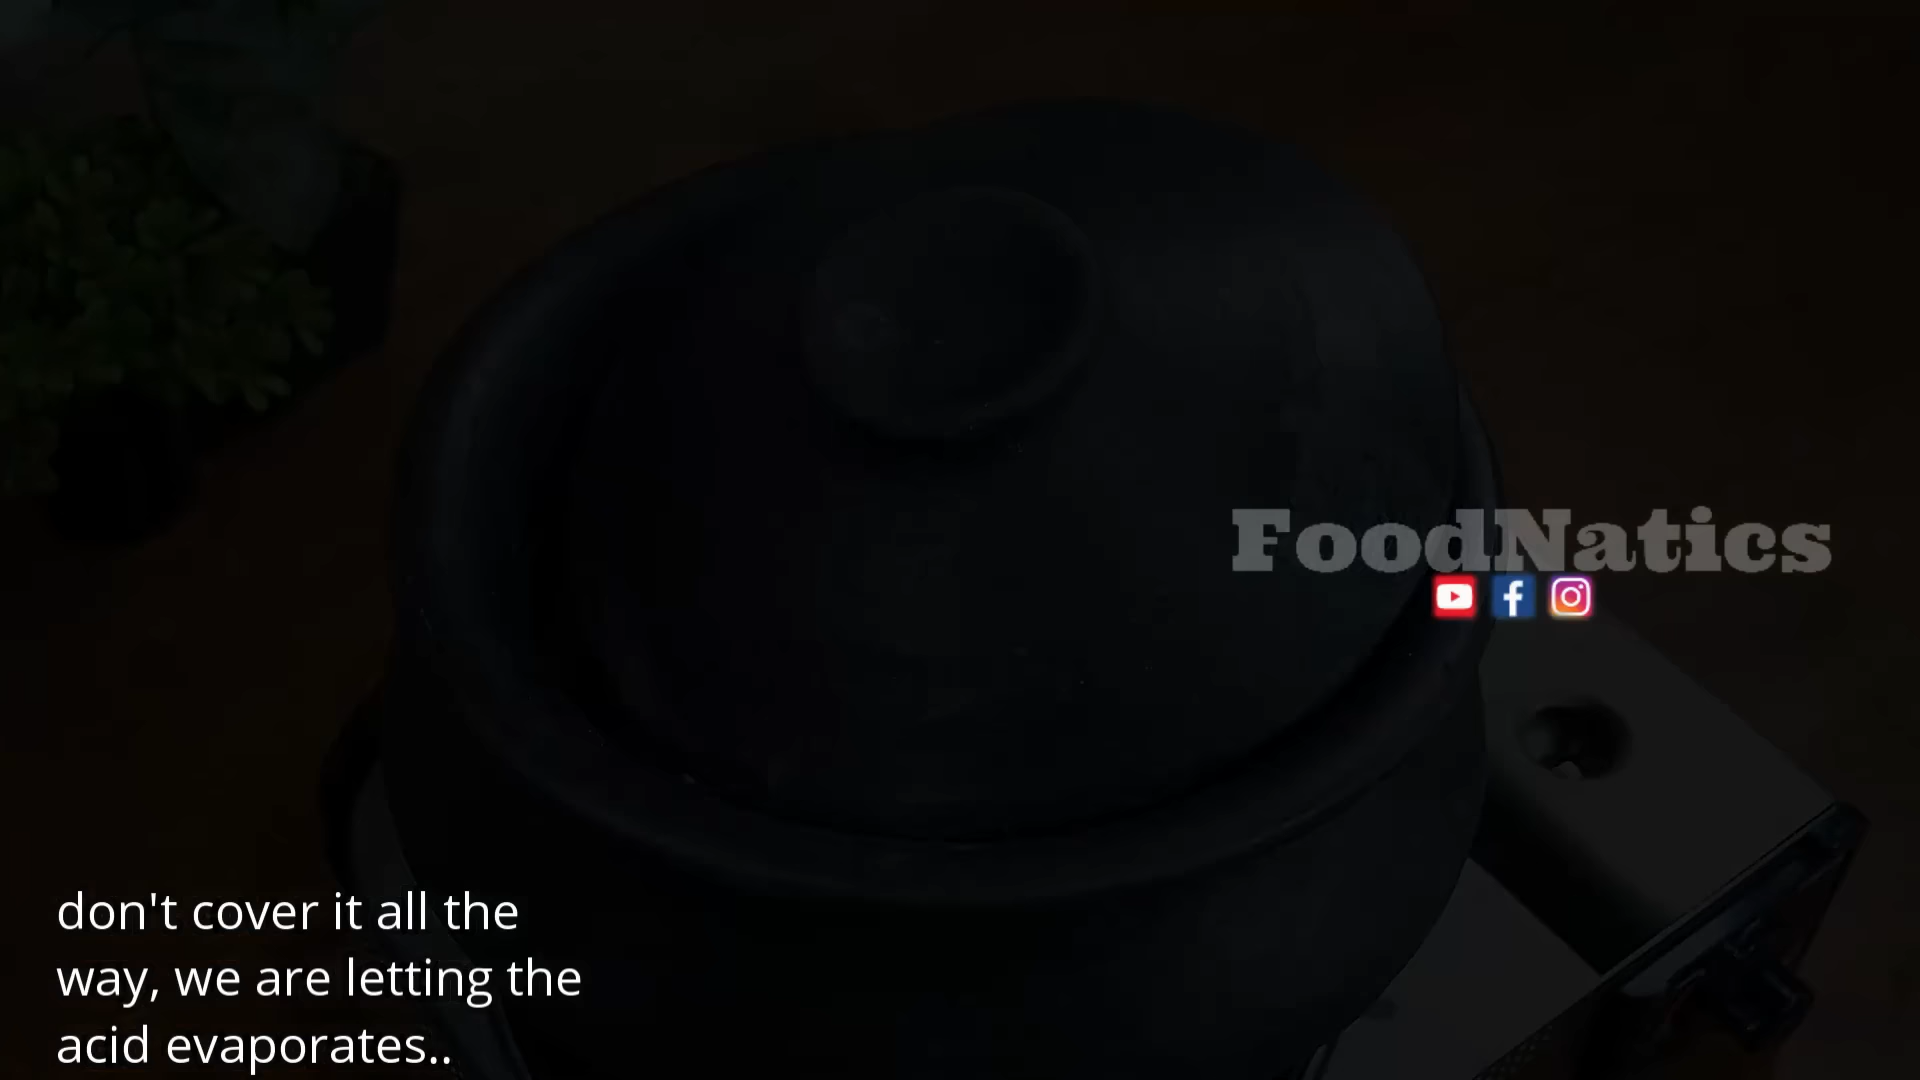 FoodNatics
don't cover it all the
way, we are letting the
acid evaporates..